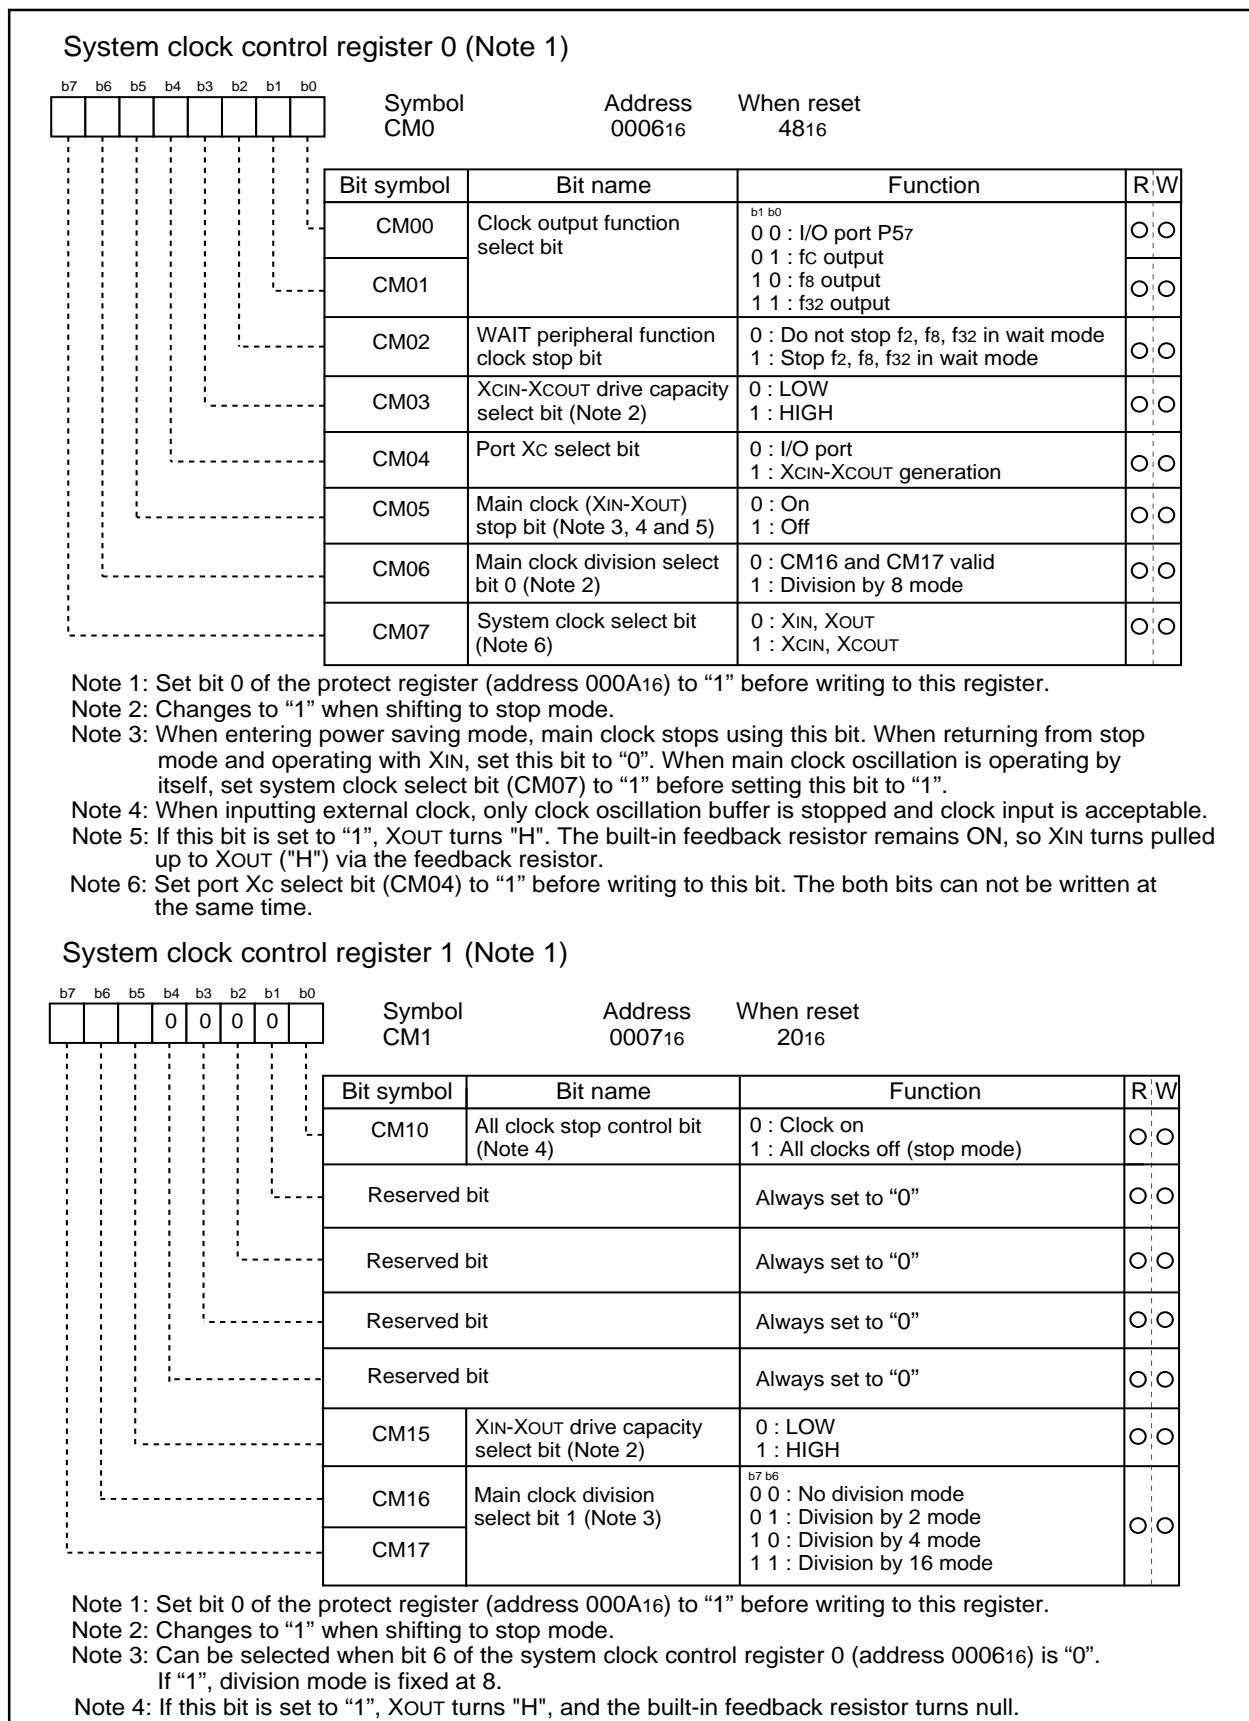 System clock control register 0 (Note 1)
b7 b6 b5 b4 b3 b2 b1 b0
Symbol Address When reset
CM0 000616 4816
Bit symbol Bit name Function R W
CM00 Clock output function select bit
b1 b0
0 0 : I/O port P57
0 1 : fC output
1 0 : f8 output
1 1 : f32 output
CM01
CM02 WAIT peripheral function clock stop bit
0 : Do not stop f2, f8, f32 in wait mode
1 : Stop f2, f8, f32 in wait mode
CM03 XCIN-XCOUT drive capacity select bit (Note 2)
0 : LOW
1 : HIGH
CM04 Port XC select bit
0 : I/O port
1 : XCIN-XCOUT generation
CM05 Main clock (XIN-XOUT) stop bit (Note 3, 4 and 5)
0 : On
1 : Off
CM06 Main clock division select bit 0 (Note 2)
0 : CM16 and CM17 valid
1 : Division by 8 mode
CM07 System clock select bit (Note 6)
0 : XIN, XOUT
1 : XCIN, XCOUT
Note 1: Set bit 0 of the protect register (address 000A16) to “1” before writing to this register.
Note 2: Changes to “1” when shifting to stop mode.
Note 3: When entering power saving mode, main clock stops using this bit. When returning from stop
mode and operating with XIN, set this bit to “0”. When main clock oscillation is operating by
itself, set system clock select bit (CM07) to “1” before setting this bit to “1”.
Note 4: When inputting external clock, only clock oscillation buffer is stopped and clock input is acceptable.
Note 5: If this bit is set to “1”, XOUT turns "H". The built-in feedback resistor remains ON, so XIN turns pulled
up to XOUT ("H") via the feedback resistor.
Note 6: Set port Xc select bit (CM04) to “1” before writing to this bit. The both bits can not be written at
the same time.
System clock control register 1 (Note 1)
b7 b6 b5 b4 b3 b2 b1 b0
0 0 0 0
Symbol Address When reset
CM1 000716 2016
Bit symbol Bit name Function R W
CM10 All clock stop control bit (Note 4)
0 : Clock on
1 : All clocks off (stop mode)
Reserved bit Always set to “0”
Reserved bit Always set to “0”
Reserved bit Always set to “0”
Reserved bit Always set to “0”
CM15 XIN-XOUT drive capacity select bit (Note 2)
0 : LOW
1 : HIGH
CM16 Main clock division select bit 1 (Note 3)
b7 b6
0 0 : No division mode
0 1 : Division by 2 mode
1 0 : Division by 4 mode
1 1 : Division by 16 mode
CM17
Note 1: Set bit 0 of the protect register (address 000A16) to “1” before writing to this register.
Note 2: Changes to “1” when shifting to stop mode.
Note 3: Can be selected when bit 6 of the system clock control register 0 (address 000616) is “0”.
If “1”, division mode is fixed at 8.
Note 4: If this bit is set to “1”, XOUT turns "H", and the built-in feedback resistor turns null.